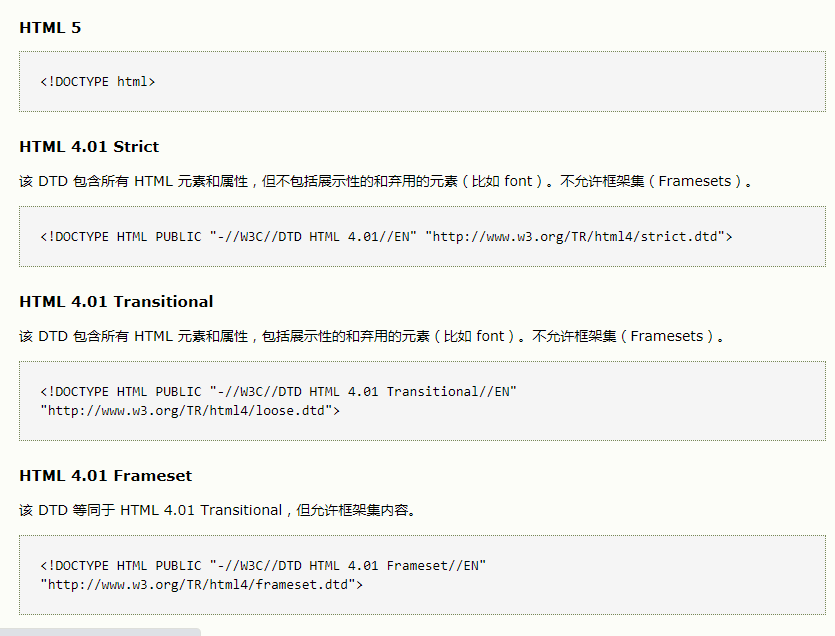 HTML 5
<!DOCTYPE html>
HTML 4.01 Strict
该 DTD 包含所有 HTML 元素和属性，但不包括展示性的和弃用的元素（比如 font）。不允许框架集（Framesets）。
<!DOCTYPE HTML PUBLIC "-//W3C//DTD HTML 4.01//EN" "http://www.w3.org/TR/html4/strict.dtd">
HTML 4.01 Transitional
该 DTD 包含所有 HTML 元素和属性，包括展示性的和弃用的元素（比如 font）。不允许框架集（Framesets）。
<!DOCTYPE HTML PUBLIC "-//W3C//DTD HTML 4.01 Transitional//EN"
"http://www.w3.org/TR/html4/loose.dtd">
HTML 4.01 Frameset
该 DTD 等同于 HTML 4.01 Transitional，但允许框架集内容。
<!DOCTYPE HTML PUBLIC "-//W3C//DTD HTML 4.01 Frameset//EN"
"http://www.w3.org/TR/html4/frameset.dtd">